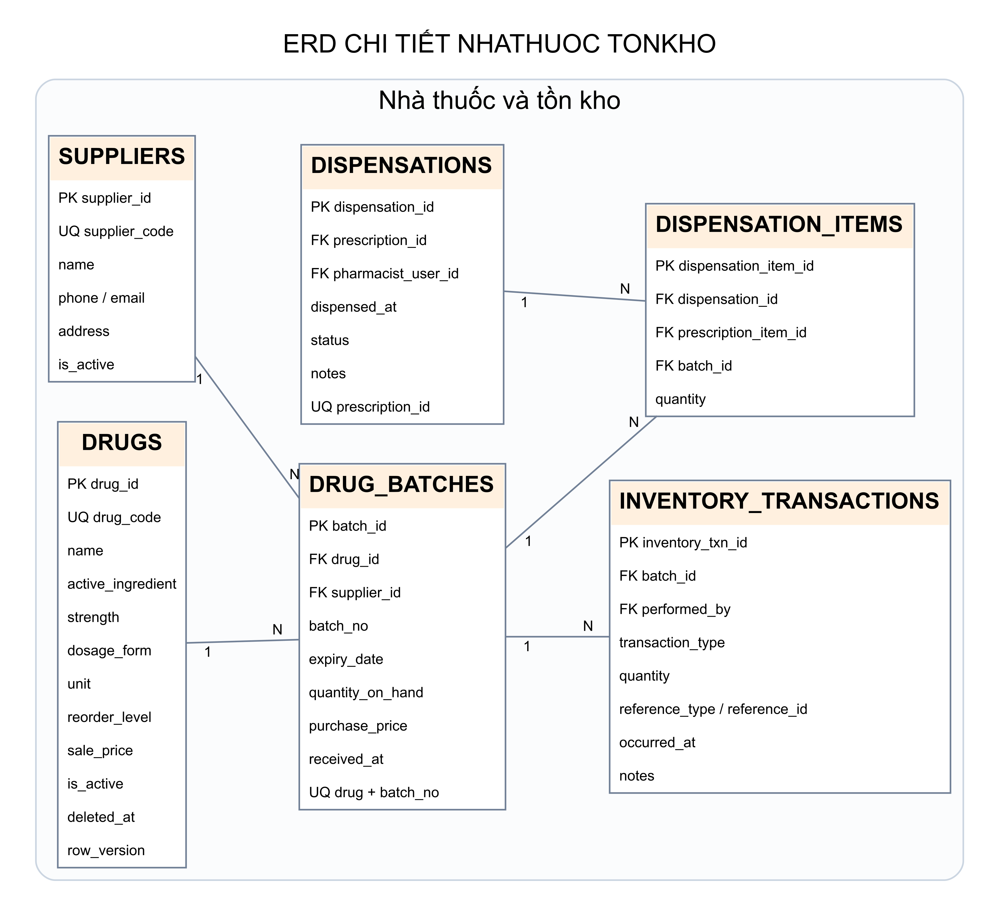 ERD CHI TIẾT NHATHUOC TONKHO
Nhà thuốc và tồn kho
SUPPLIERS
PK supplier_id
UQ supplier_code
name
phone / email
address
is_active
1
N
DISPENSATIONS
PK dispensation_id
FK prescription_id
FK pharmacist_user_id
dispensed_at
status
notes
UQ prescription_id
1
N
DISPENSATION_ITEMS
PK dispensation_item_id
FK dispensation_id
FK prescription_item_id
FK batch_id
quantity
N
1
DRUGS
PK drug_id
UQ drug_code
name
active_ingredient
strength
dosage_form
unit
reorder_level
sale_price
is_active
deleted_at
row_version
1
N
DRUG_BATCHES
PK batch_id
FK drug_id
FK supplier_id
batch_no
expiry_date
quantity_on_hand
purchase_price
received_at
UQ drug + batch_no
1
N
INVENTORY_TRANSACTIONS
PK inventory_txn_id
FK batch_id
FK performed_by
transaction_type
quantity
reference_type / reference_id
occurred_at
notes